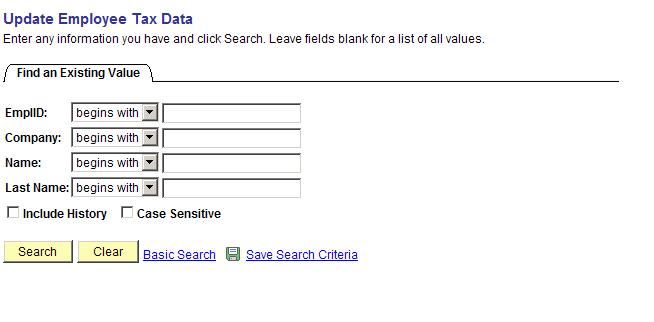 Update Employee Tax Data
Enter any information you have and click Search. Leave fields blank for a list of all values.
Find an Existing Value
EmplID: begins with
Company: begins with
Name: begins with
Last Name: begins with
Include History Case Sensitive
Search Clear Basic Search Save Search Criteria